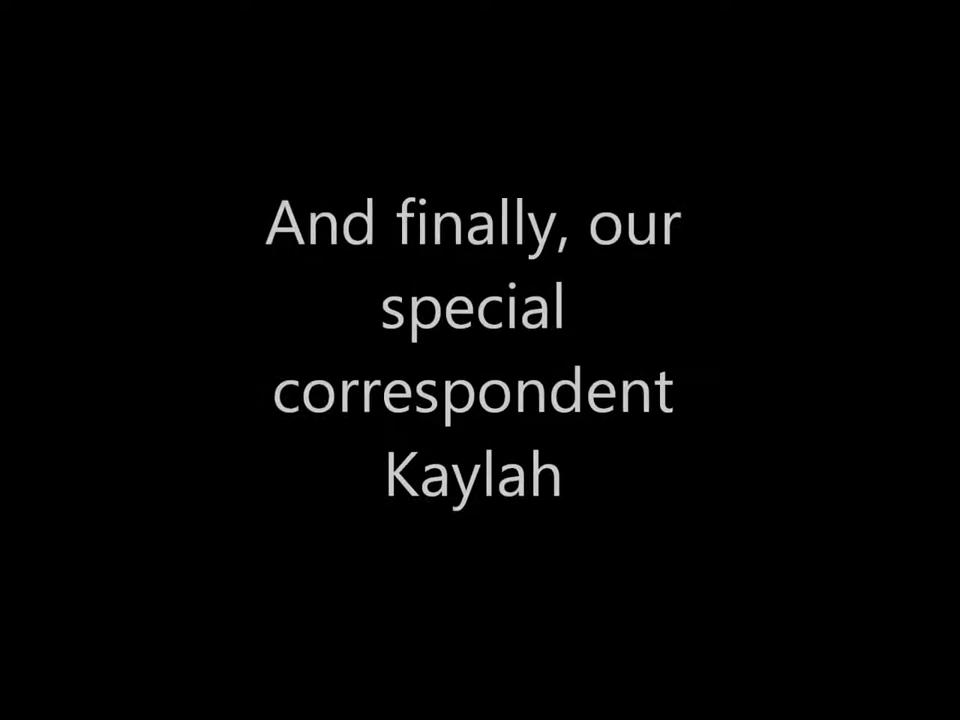 And finally, our
special
correspondent
Kaylah